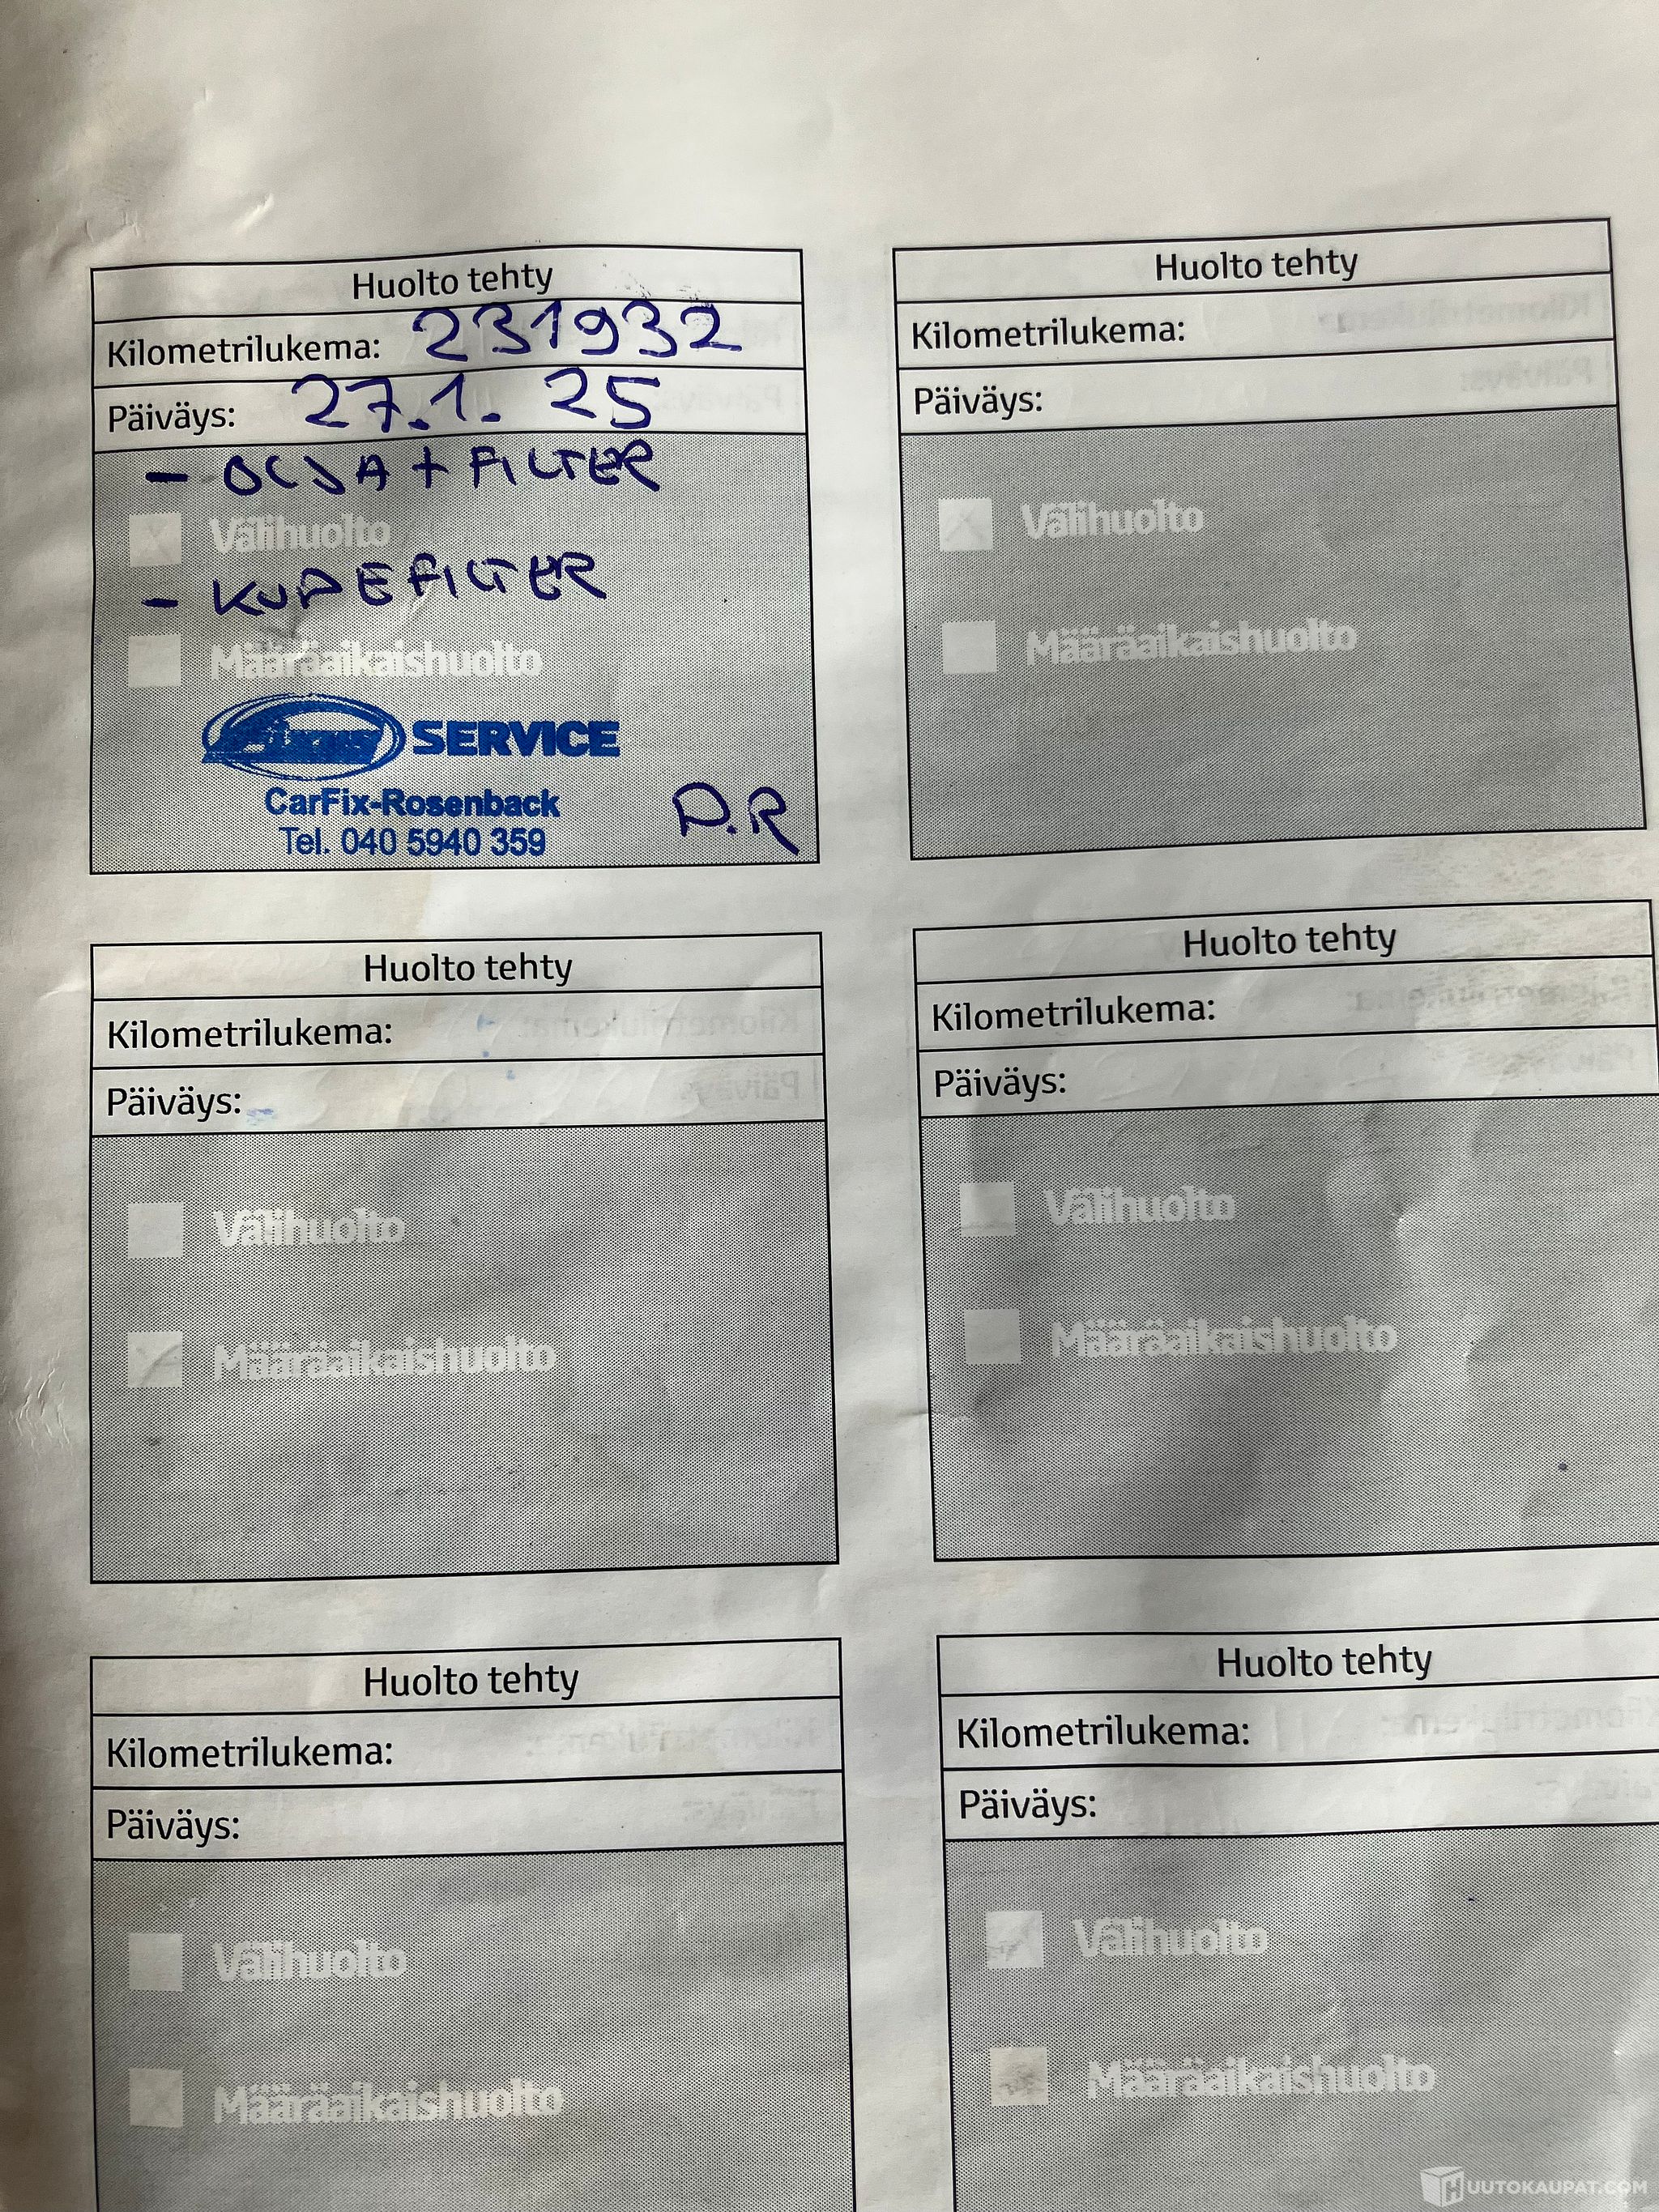 Huolto tehty
Kilometrilukema: 231932
Päiväys: 27.1.25
- OLJA + FILTER
Välihuolto
- KUPEFILTER
Määräaikaishuolto
SERVICE
CarFix-Rosenback
Tel. 040 5940 359
D.R
Huolto tehty
Kilometrilukema:
Päiväys:
Välihuolto
Määräaikaishuolto
Huolto tehty
Kilometrilukema:
Päiväys:
Välihuolto
Määräaikaishuolto
Huolto tehty
Kilometrilukema:
Päiväys:
Välihuolto
Määräaikaishuolto
Huolto tehty
Kilometrilukema:
Päiväys:
Välihuolto
Määräaikaishuolto
Huolto tehty
Kilometrilukema:
Päiväys:
Välihuolto
Määräaikaishuolto
HUUTOKAUPAT.COM